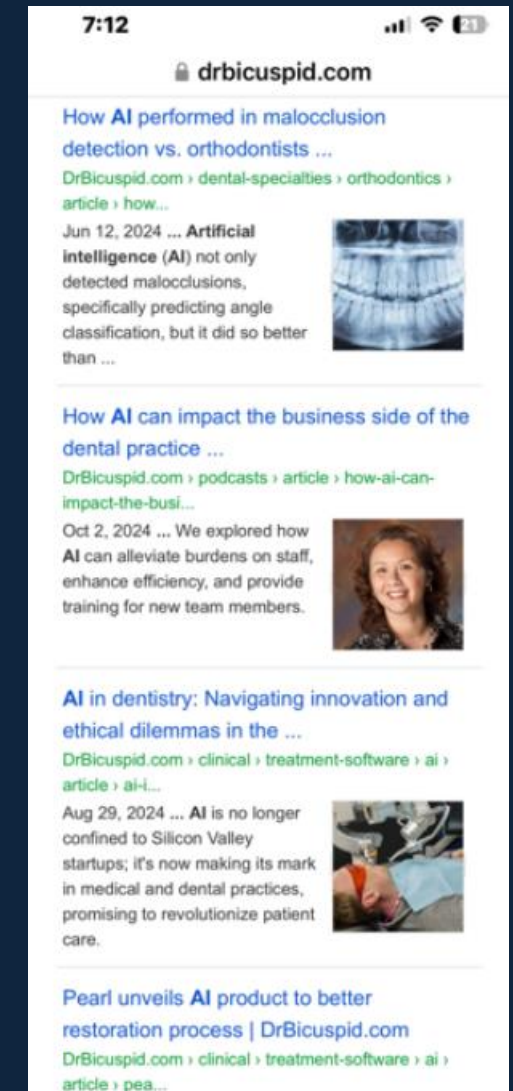 7:12
21
drbicuspid.com
How AI performed in malocclusion
detection vs. orthodontists ...
DrBicuspid.com › dental-specialties › orthodontics ›
article › how...
Jun 12, 2024 ... Artificial
intelligence (AI) not only
detected malocclusions,
specifically predicting angle
classification, but it did so better
than ...
How AI can impact the business side of the
dental practice ...
DrBicuspid.com › podcasts › article › how-ai-can-
impact-the-busi...
Oct 2, 2024 ... We explored how
AI can alleviate burdens on staff,
enhance efficiency, and provide
training for new team members.
AI in dentistry: Navigating innovation and
ethical dilemmas in the ...
DrBicuspid.com › clinical › treatment-software › ai ›
article › ai-i...
Aug 29, 2024 ... AI is no longer
confined to Silicon Valley
startups; it's now making its mark
in medical and dental practices,
promising to revolutionize patient
care.
Pearl unveils AI product to better
restoration process | DrBicuspid.com
DrBicuspid.com › clinical › treatment-software › ai ›
article › pea...